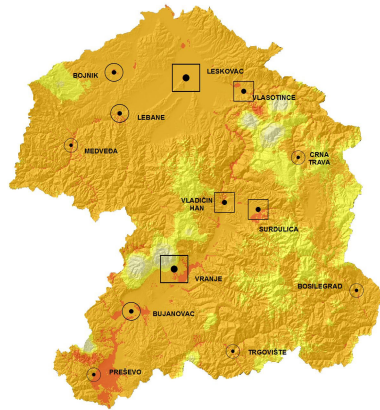 LESKOVAC
BOJNIK
VLASOTINCE
LEBANE
MEDVEĐA
CRNA
TRAVA
VLADIČIN
HAN
SURDULICA
VRANJE
BOSILEGRAD
BUJANOVAC
TRGOVIŠTE
PREŠEVO